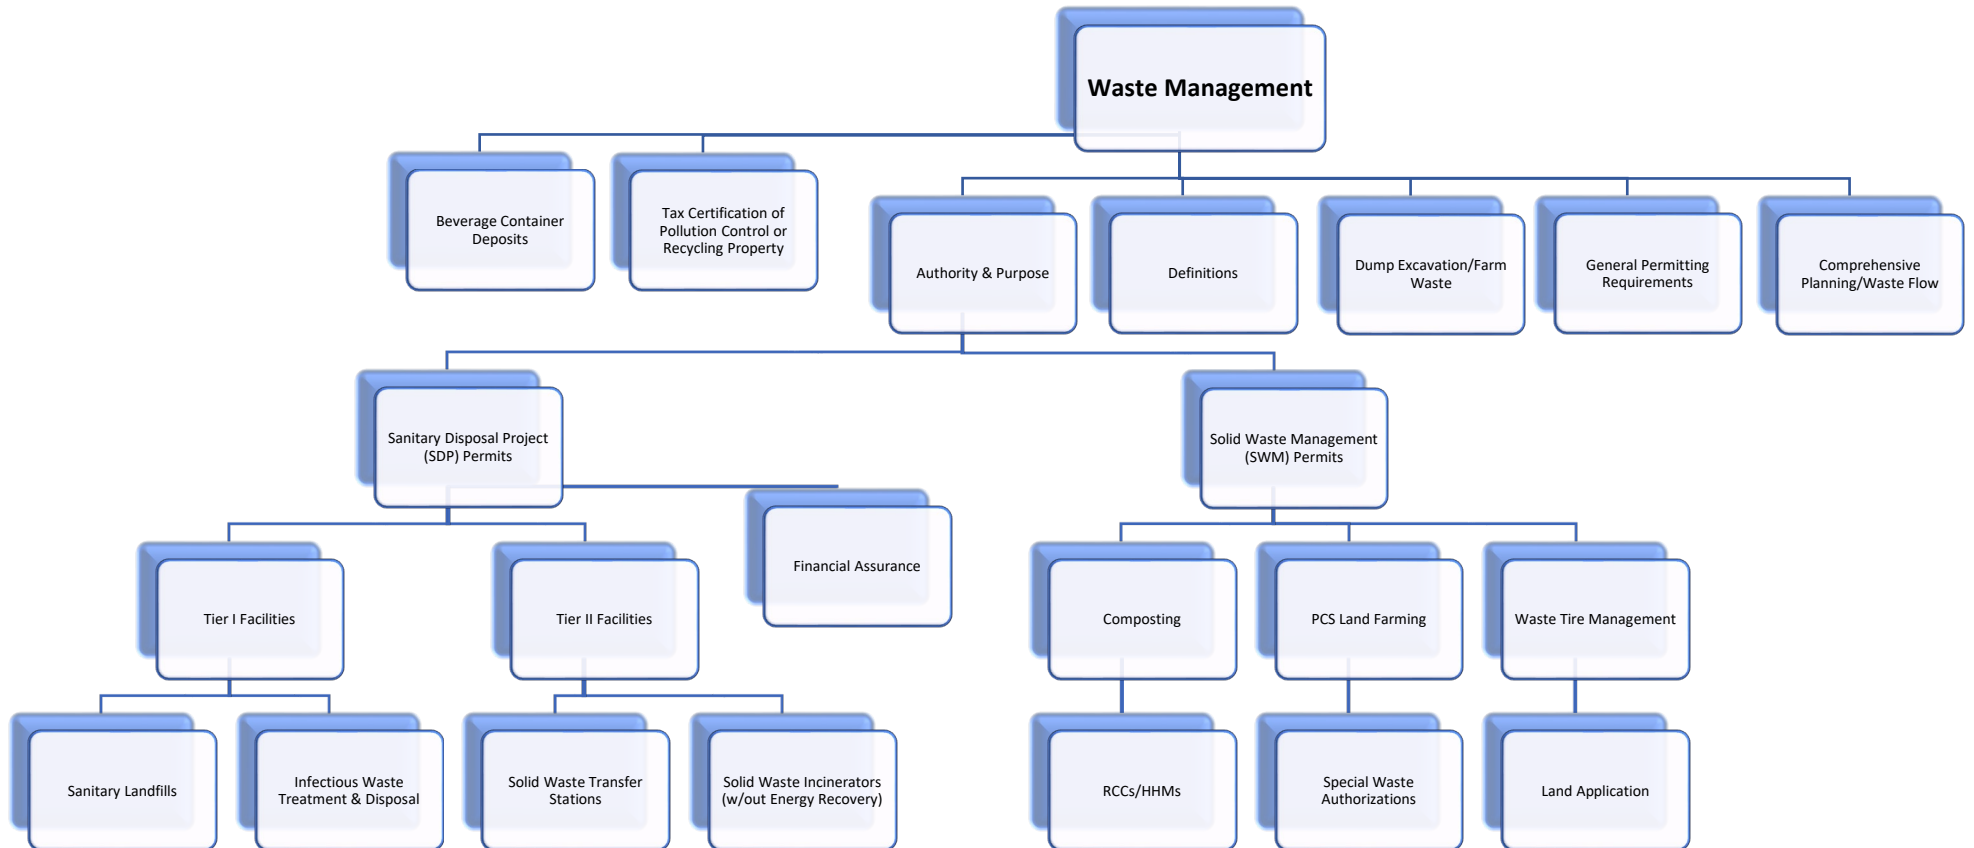 Waste Management
Beverage Container
Deposits
Tax Certification of
Pollution Control or
Recycling Property
Authority & Purpose
Definitions
Dump Excavation/Farm
Waste
General Permitting
Requirements
Comprehensive
Planning/Waste Flow
Sanitary Disposal Project
(SDP) Permits
Solid Waste Management
(SWM) Permits
Financial Assurance
Tier I Facilities
Tier II Facilities
Composting
PCS Land Farming
Waste Tire Management
Sanitary Landfills
Infectious Waste
Treatment & Disposal
Solid Waste Transfer
Stations
Solid Waste Incinerators
(w/out Energy Recovery)
RCCs/HHMs
Special Waste
Authorizations
Land Application